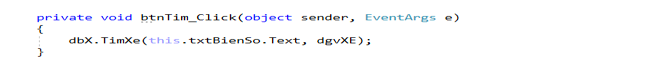 private void btnTim_Click(object sender, EventArgs e)
{
dbX.TimXe(this.txtBienSo.Text, dgvXE);
}